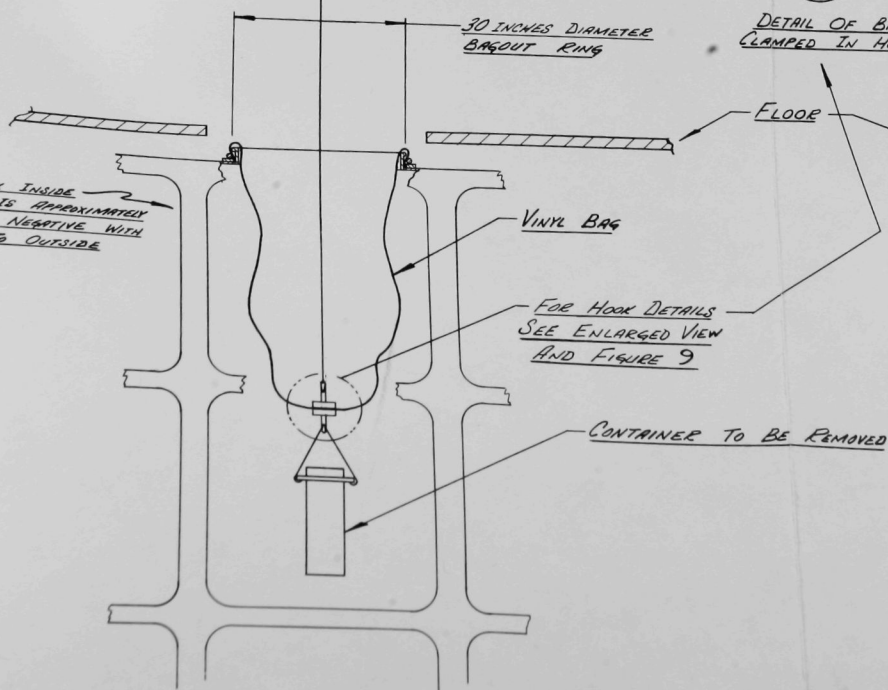 30 INCHES DIAMETER
BAGOUT RING
DETAIL OF
CLAMPED IN
FLOOR
INSIDE
IS APPROXIMATELY
NEGATIVE WITH
OUTSIDE
VINYL BAG
FOR HOOK DETAILS
SEE ENLARGED VIEW
AND FIGURE 9
CONTAINER TO BE REMOVED